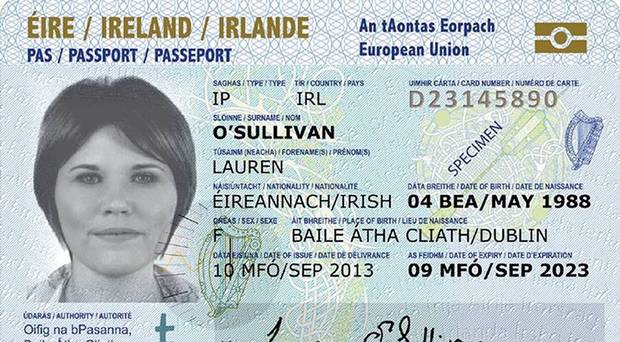 ÉIRE / IRELAND / IRLANDE
PAS / PASSPORT / PASSEPORT
An tAontas Eorpach
European Union
SAGHAS / TYPE / TYPE TÍR / COUNTRY / PAYS
IP IRL
UIMHIR CÁRTA / CARD NUMBER / NUMÉRO DE CARTE
D23145890
SLOINNE / SURNAME / NOM
O'SULLIVAN
TÚSAINM (NEACHA) / FORENAME(S) / PRÉNOM(S)
LAUREN
SPECIMEN
NÁISIÚNTACHT / NATIONALITY / NATIONALITÉ
ÉIREANNACH/IRISH
DÁTA BREITHE / DATE OF BIRTH / DATE DE NAISSANCE
04 BEA/MAY 1988
GNÉAS / SEX / SEXE
F
ÁIT BHREITHE / PLACE OF BIRTH / LIEU DE NAISSANCE
BAILE ÁTHA CLIATH/DUBLIN
DÁTA EISIÚNA / DATE OF ISSUE / DATE DE DÉLIVRANCE
10 MFÓ/SEP 2013
AS FEIDHM / DATE OF EXPIRY / DATE D'EXPIRATION
09 MFÓ/SEP 2023
ÚDARÁS / AUTHORITY / AUTORITÉ
Oifig na bPasanna,
Baile Átha Cliath